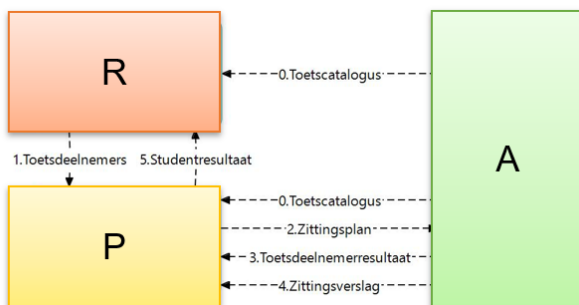 R
0.Toetscatalogus
A
1.Toetsdeelnemers
5.Studentresultaat
P
0.Toetscatalogus
2.Zittingsplan
3.Toetsdeelnemerresultaat
4.Zittingsverslag